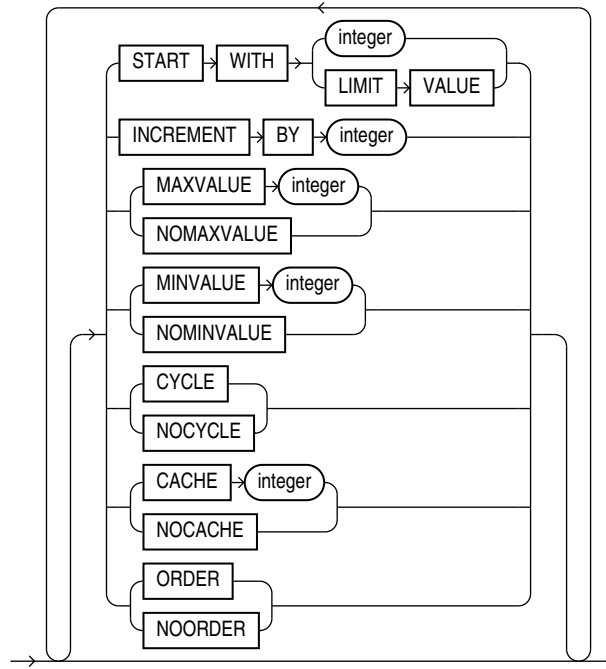 START WITH integer
LIMIT VALUE
INCREMENT BY integer
MAXVALUE integer
NOMAXVALUE
MINVALUE integer
NOMINVALUE
CYCLE
NOCYCLE
CACHE integer
NOCACHE
ORDER
NOORDER